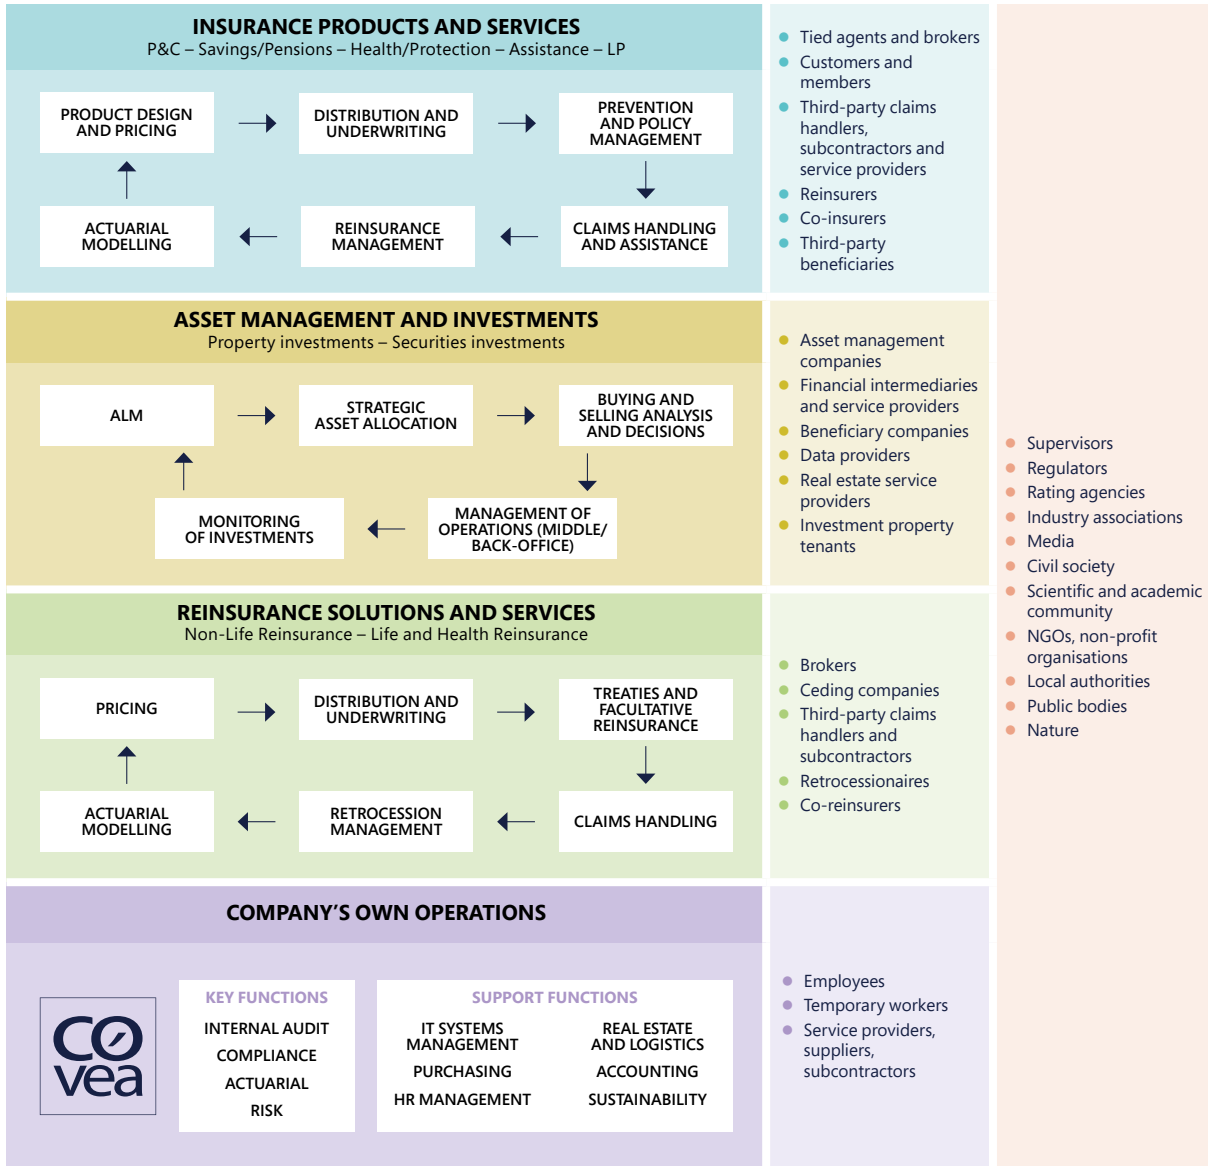 INSURANCE PRODUCTS AND SERVICES
P&C – Savings/Pensions – Health/Protection – Assistance – LP
PRODUCT DESIGN
AND PRICING
DISTRIBUTION AND
UNDERWRITING
PREVENTION
AND POLICY
MANAGEMENT
ACTUARIAL
MODELLING
REINSURANCE
MANAGEMENT
CLAIMS HANDLING
AND ASSISTANCE
Tied agents and brokers
Customers and
members
Third-party claims
handlers,
subcontractors and
service providers
Reinsurers
Co-insurers
Third-party
beneficiaries
ASSET MANAGEMENT AND INVESTMENTS
Property investments – Securities investments
ALM
STRATEGIC
ASSET ALLOCATION
BUYING AND
SELLING ANALYSIS
AND DECISIONS
MONITORING
OF INVESTMENTS
MANAGEMENT OF
OPERATIONS (MIDDLE/
BACK-OFFICE)
Asset management
companies
Financial intermediaries
and service providers
Beneficiary companies
Data providers
Real estate service
providers
Investment property
tenants
REINSURANCE SOLUTIONS AND SERVICES
Non-Life Reinsurance – Life and Health Reinsurance
PRICING
DISTRIBUTION AND
UNDERWRITING
TREATIES AND
FACULTATIVE
REINSURANCE
ACTUARIAL
MODELLING
RETROCESSION
MANAGEMENT
CLAIMS HANDLING
Brokers
Ceding companies
Third-party claims
handlers and
subcontractors
Retrocessionaires
Co-reinsurers
COMPANY’S OWN OPERATIONS
CO
vea
KEY FUNCTIONS
INTERNAL AUDIT
COMPLIANCE
ACTUARIAL
RISK
SUPPORT FUNCTIONS
IT SYSTEMS
MANAGEMENT
PURCHASING
HR MANAGEMENT
REAL ESTATE
AND LOGISTICS
ACCOUNTING
SUSTAINABILITY
Employees
Temporary workers
Service providers,
suppliers,
subcontractors
Supervisors
Regulators
Rating agencies
Industry associations
Media
Civil society
Scientific and academic
community
NGOs, non-profit
organisations
Local authorities
Public bodies
Nature